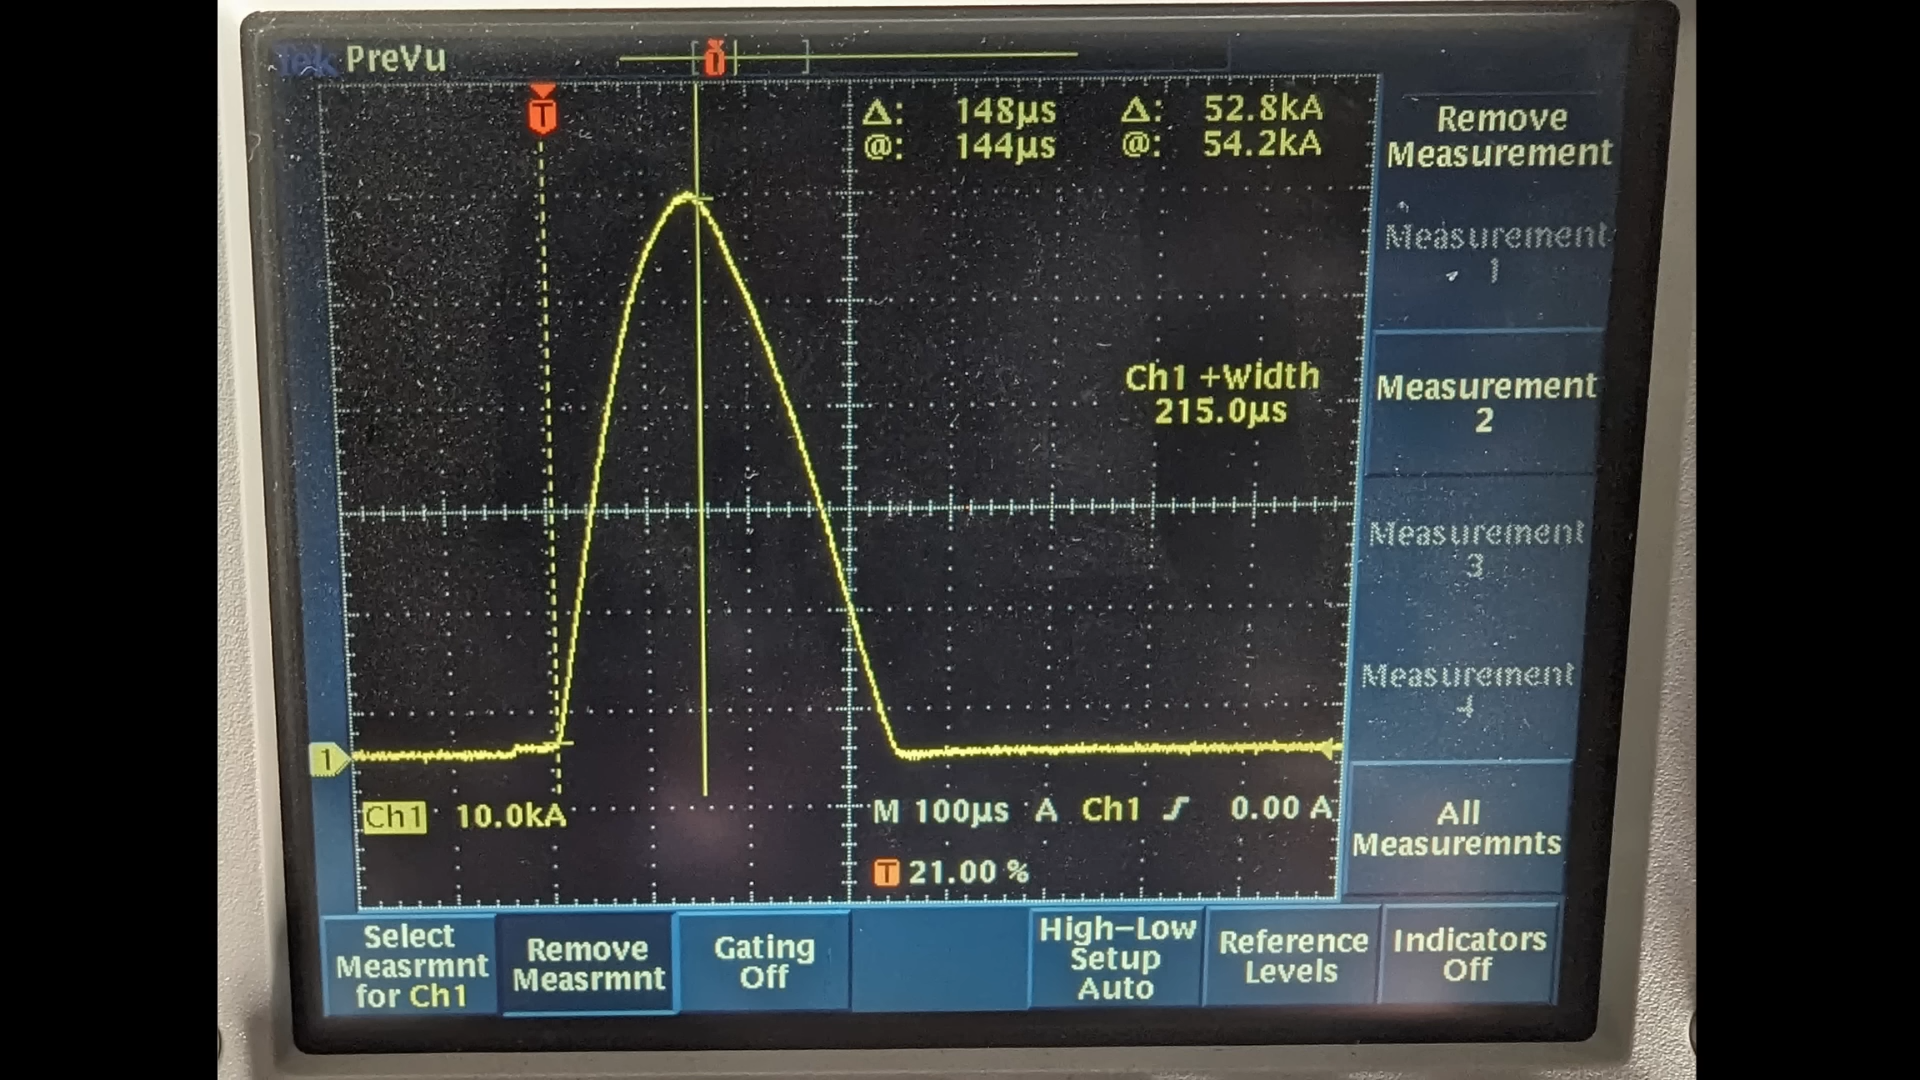 Tek PreVu
T
T
Δ: 148µs Δ: 52.8kA
@: 144µs @: 54.2kA
Remove
Measurement
Measurement
1
Ch1 +Width
215.0µs
Measurement
2
Measurement
3
Measurement
4
1
Ch1 10.0kA M 100µs A Ch1 0.00 A
T 21.00 %
All
Measuremnts
Select
Measrmnt
for Ch1
Remove
Measrmnt
Gating
Off
High-Low
Setup
Auto
Reference
Levels
Indicators
Off